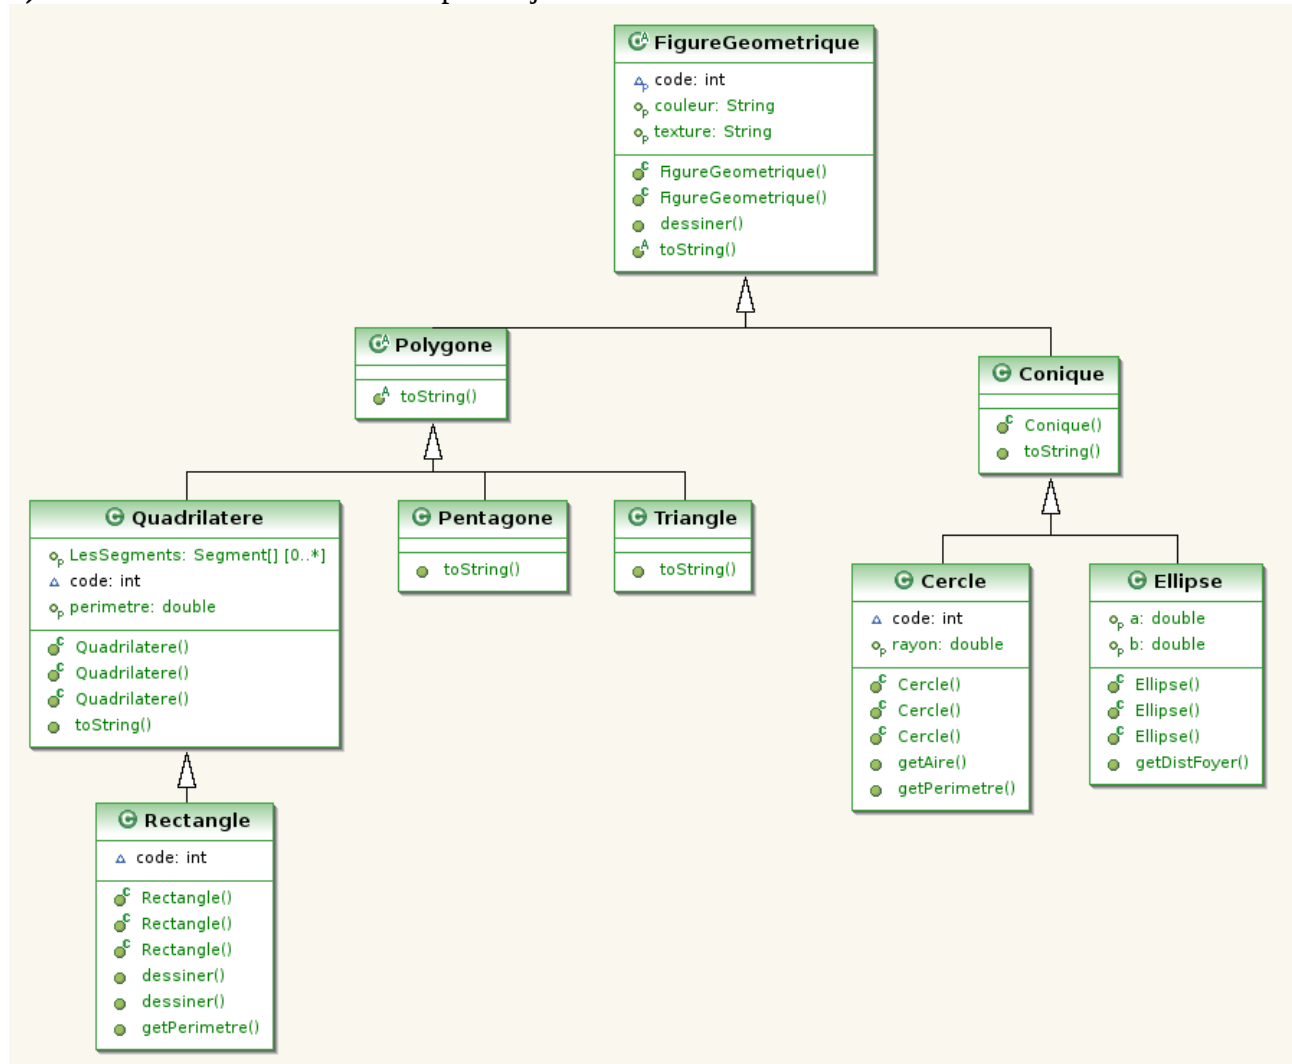 FigureGeometrique
code: int
couleur: String
texture: String
FigureGeometrique()
FigureGeometrique()
dessiner()
toString()
Polygone
toString()
Conique
Conique()
toString()
Quadrilatere
LesSegments: Segment[] [0..*]
code: int
perimetre: double
Quadrilatere()
Quadrilatere()
Quadrilatere()
toString()
Pentagone
toString()
Triangle
toString()
Cercle
code: int
rayon: double
Cercle()
Cercle()
Cercle()
getAire()
getPerimetre()
Ellipse
a: double
b: double
Ellipse()
Ellipse()
Ellipse()
getDistFoyer()
Rectangle
code: int
Rectangle()
Rectangle()
Rectangle()
dessiner()
dessiner()
getPerimetre()